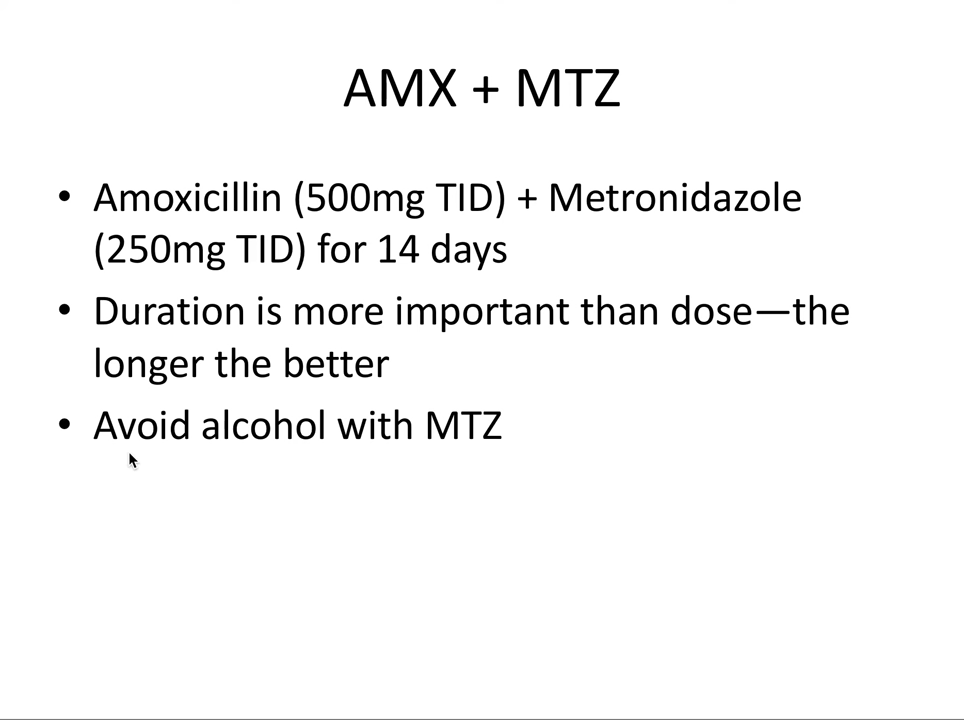 AMX + MTZ
• Amoxicillin (500mg TID) + Metronidazole
(250mg TID) for 14 days
• Duration is more important than dose—the
longer the better
• Avoid alcohol with MTZ